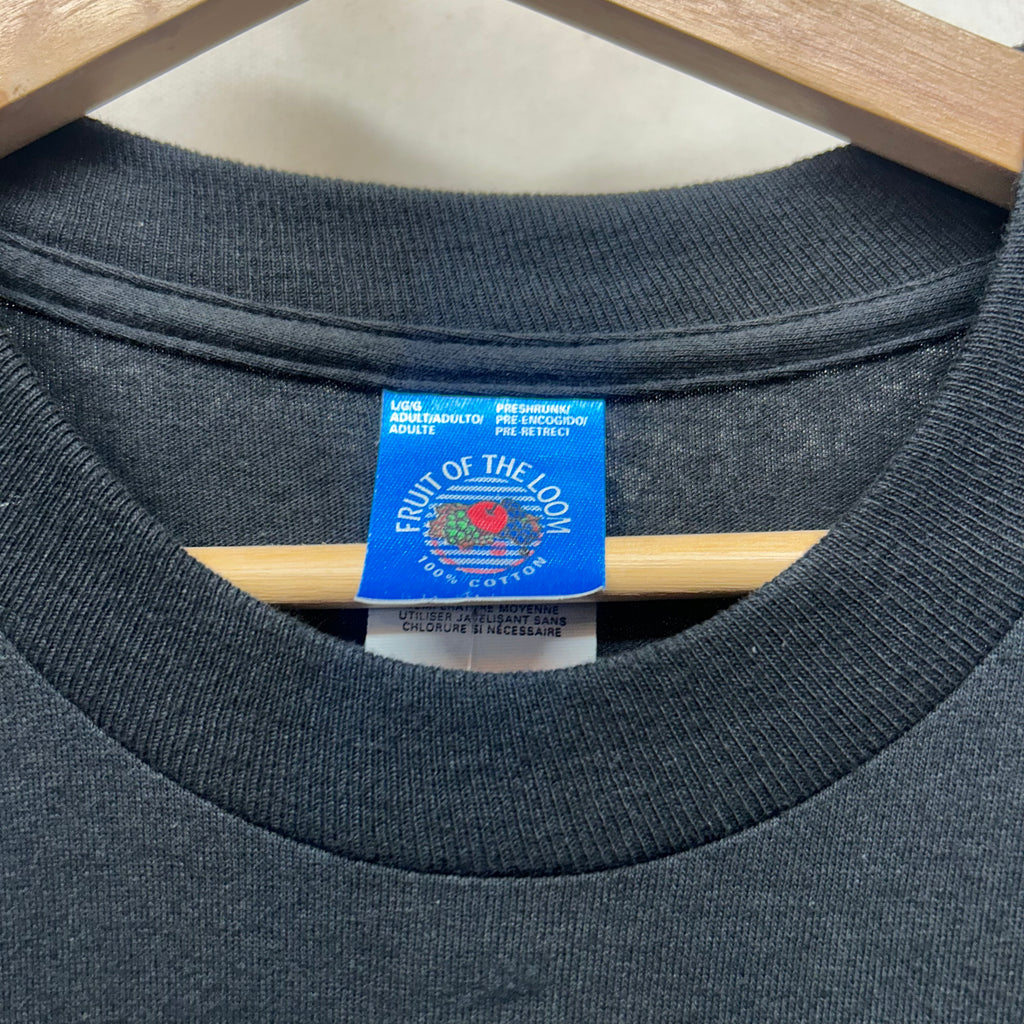 L/G/G
ADULT/ADULTO/
ADULTE
PRESHRUNK/
PRE-ENCOGIDO/
PRE-RETRECI
FRUIT OF THE LOOM
100% COTTON
MOYENNE
UTILISER SANS
CHLORURE SI NÉCESSAIRE